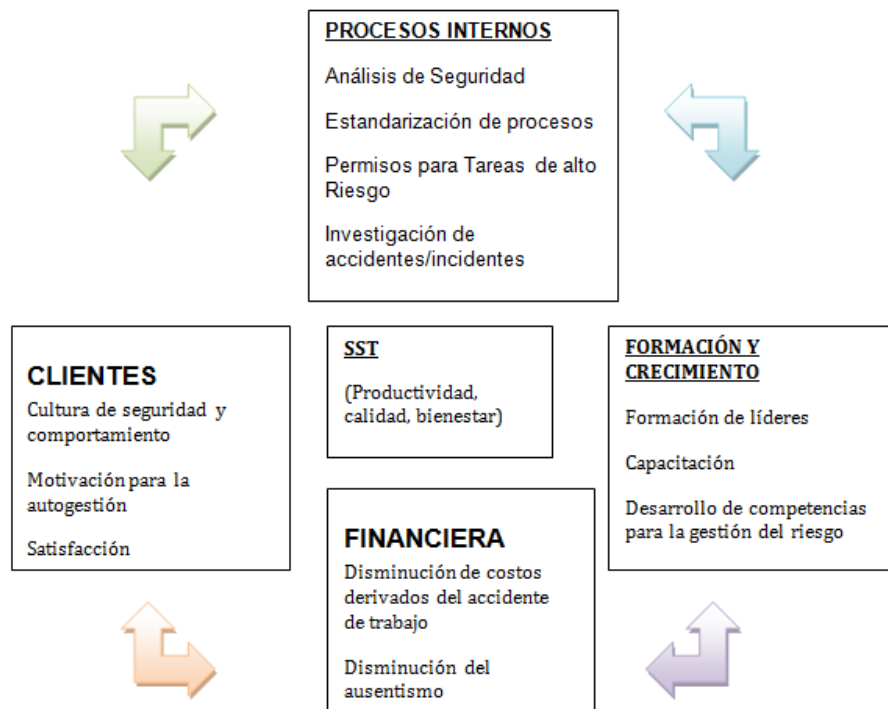 PROCESOS INTERNOS
Análisis de Seguridad
Estandarización de procesos
Permisos para Tareas de alto
Riesgo
Investigación de
accidentes/incidentes
CLIENTES
Cultura de seguridad y
comportamiento
Motivación para la
autogestión
Satisfacción
SST
(Productividad,
calidad, bienestar)
FORMACIÓN Y
CRECIMIENTO
Formación de líderes
Capacitación
Desarrollo de competencias
para la gestión del riesgo
FINANCIERA
Disminución de costos
derivados del accidente
de trabajo
Disminución del
ausentismo